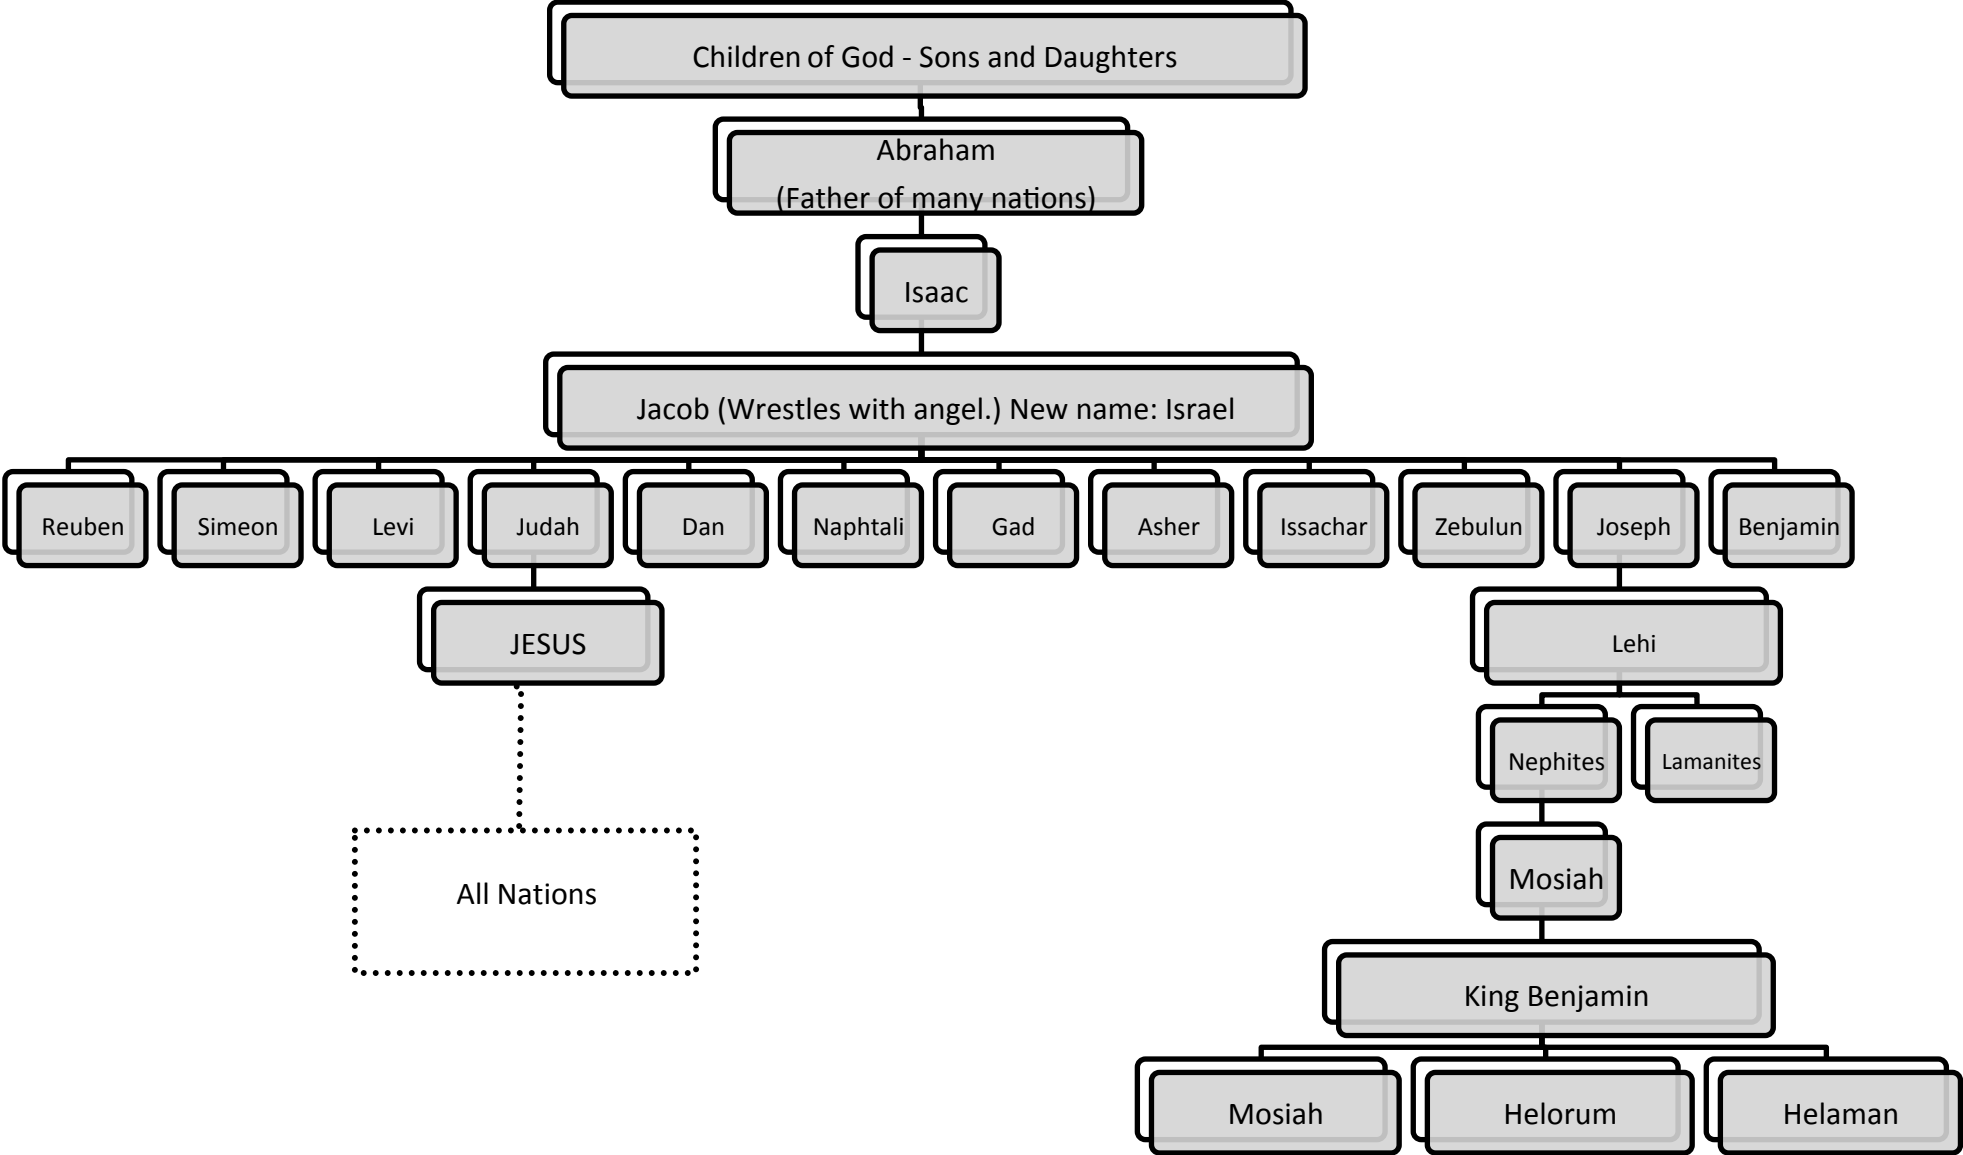 Children of God - Sons and Daughters
Abraham
(Father of many nations)
Isaac
Jacob (Wrestles with angel.) New name: Israel
Reuben
Simeon
Levi
Judah
Dan
Naphtali
Gad
Asher
Issachar
Zebulun
Joseph
Benjamin
JESUS
Lehi
Nephites
Lamanites
All Nations
Mosiah
King Benjamin
Mosiah
Helorum
Helaman